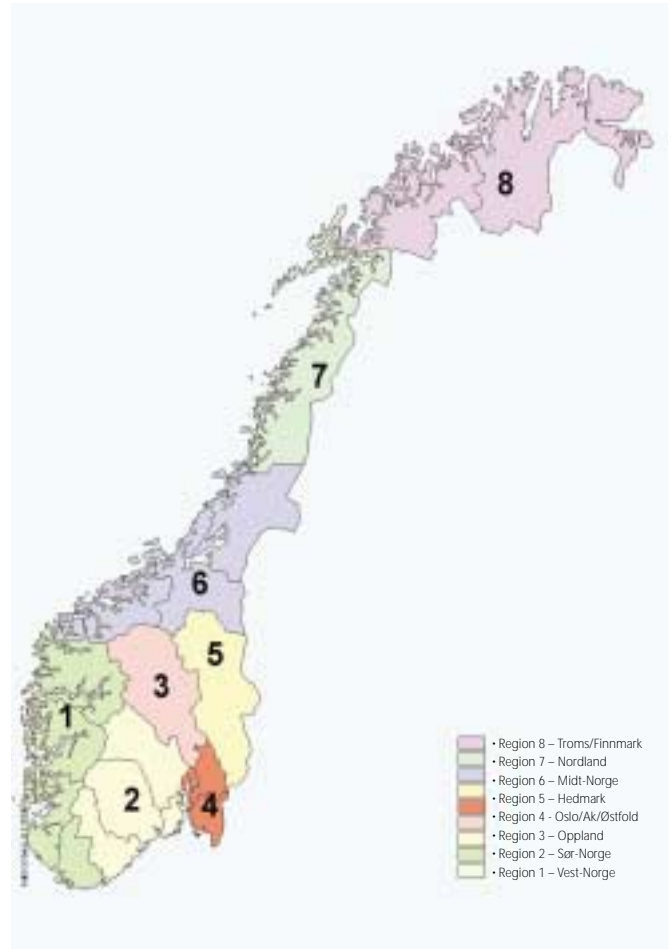 8
7
6
5
3
1
2
4
• Region 8 – Troms/Finnmark
• Region 7 – Nordland
• Region 6 – Midt-Norge
• Region 5 – Hedmark
• Region 4 - Oslo/Ak/Østfold
• Region 3 – Oppland
• Region 2 – Sør-Norge
• Region 1 – Vest-Norge